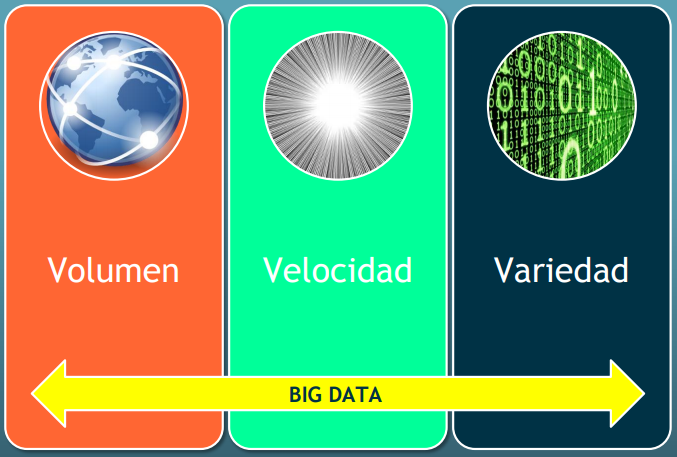 Volumen
Velocidad
Variedad
BIG DATA